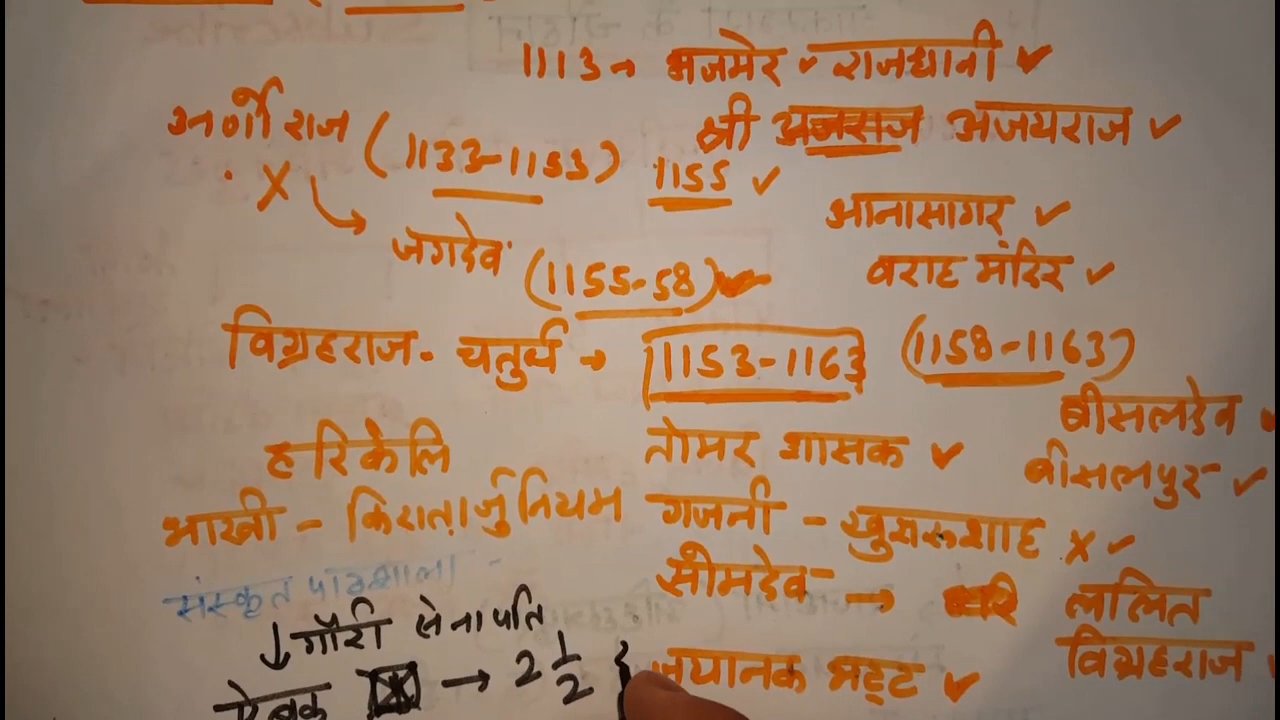 1113 → अजमेर ✓ राजधानी ✓
अर्णोराज (1133-1153) 1155 ✓
श्री अजयराज ✓
X
आनासागर ✓
जगदेव (1155-58) ✓
वराह मंदिर ✓
विग्रहराज - चतुर्थ → 1153-1163 (1158-1163)
बीसलदेव
हरिकेलि तोमर शासक ✓ बीसलपुर ✓
भारवी - किरातार्जुनियम गजनी - खुसरूशाह X ✓
संस्कृत पाठशाला - सोमदेव → ललित
↓ गौरी सेनापति विग्रहराज
ऐबक → 2 1/2 { जयानक भट्ट ✓